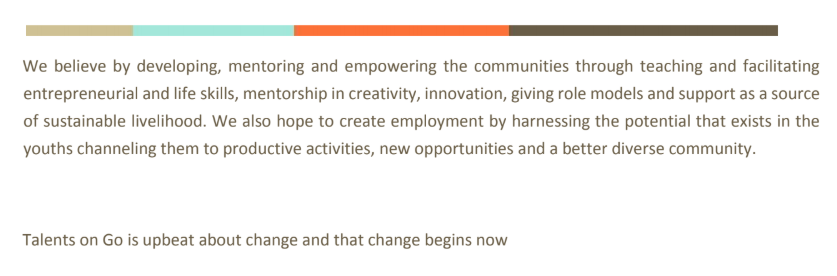 We believe by developing, mentoring and empowering the communities through teaching and facilitating
entrepreneurial and life skills, mentorship in creativity, innovation, giving role models and support as a source
of sustainable livelihood. We also hope to create employment by harnessing the potential that exists in the
youths channeling them to productive activities, new opportunities and a better diverse community.
Talents on Go is upbeat about change and that change begins now